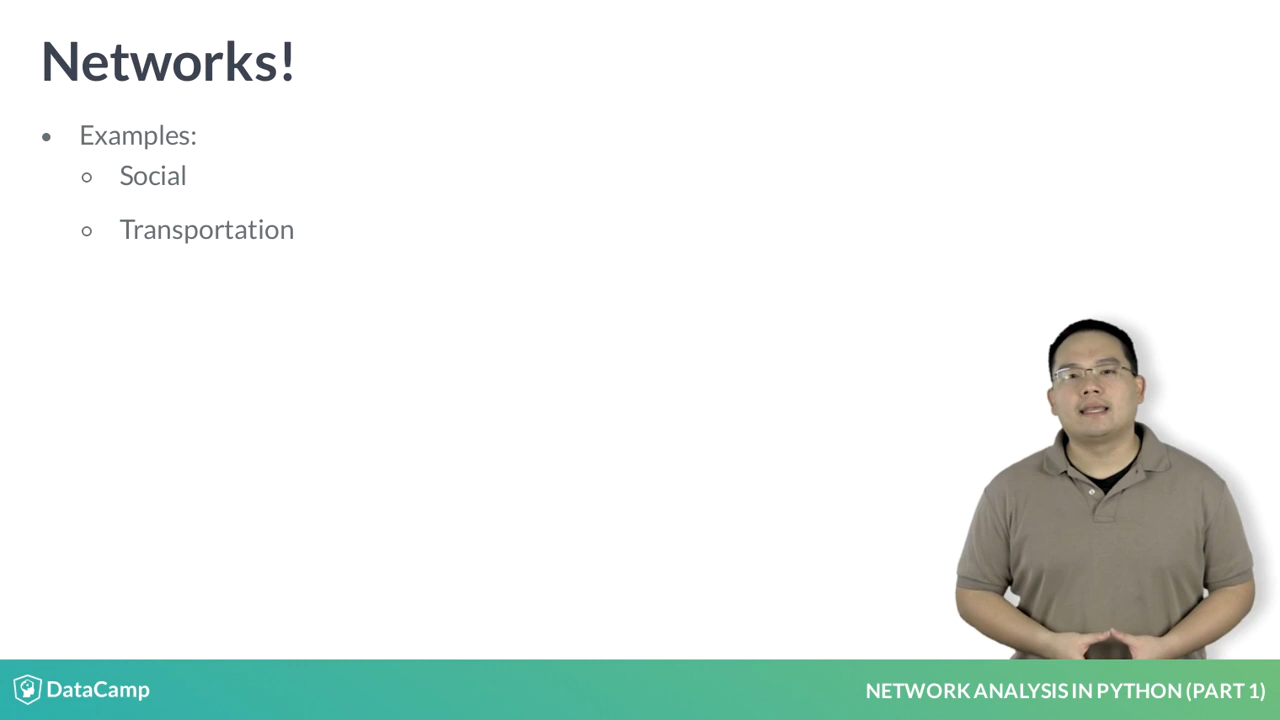 Networks!
• Examples:
○ Social
○ Transportation
DataCamp
NETWORK ANALYSIS IN PYTHON (PART 1)